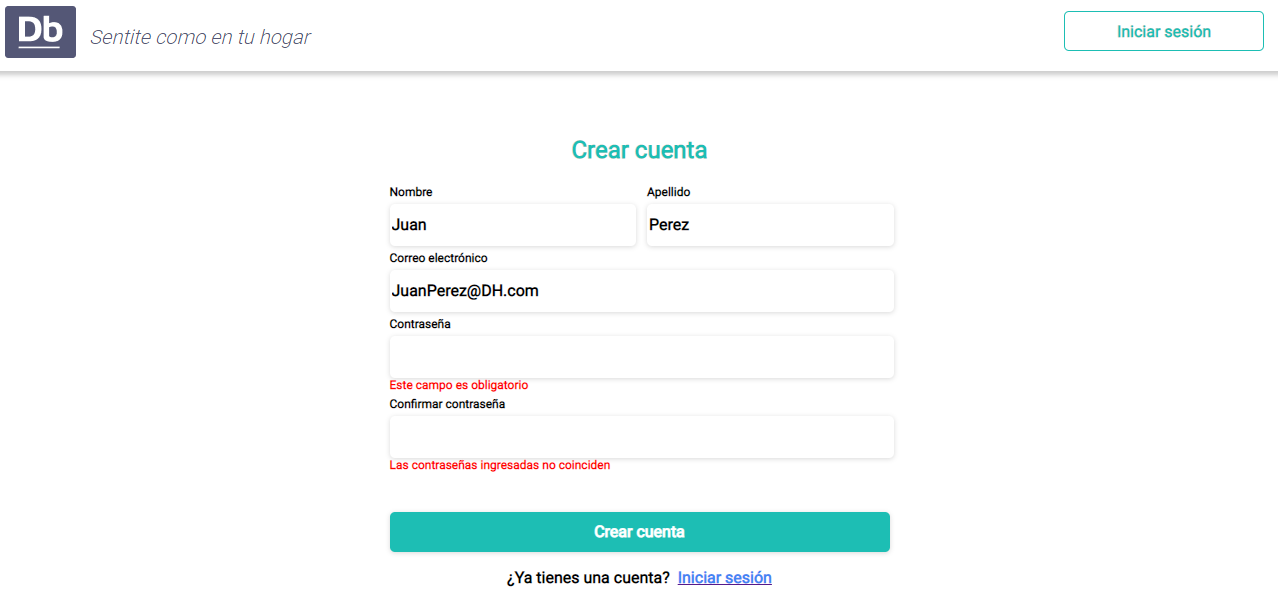 Db
Sentite como en tu hogar
Iniciar sesión
Crear cuenta
Nombre
Apellido
Juan
Perez
Correo electrónico
JuanPerez@DH.com
Contraseña
Este campo es obligatorio
Confirmar contraseña
Las contraseñas ingresadas no coinciden
Crear cuenta
¿Ya tienes una cuenta? Iniciar sesión